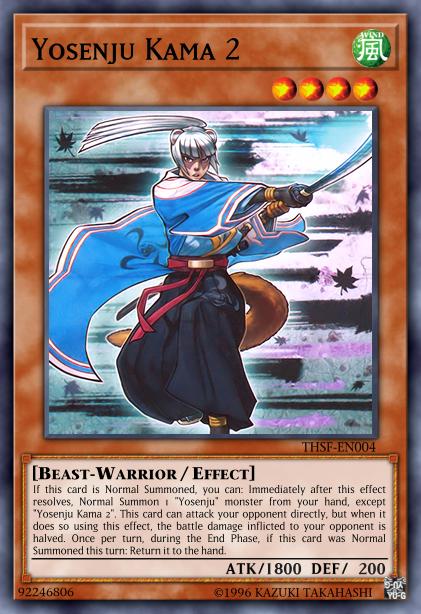 YOSENJU KAMA 2
WIND
風
THSF-EN004
[BEAST-WARRIOR / EFFECT]
If this card is Normal Summoned, you can: Immediately after this effect
resolves, Normal Summon 1 "Yosenju" monster from your hand, except
"Yosenju Kama 2". This card can attack your opponent directly, but when it
does so using this effect, the battle damage inflicted to your opponent is
halved. Once per turn, during the End Phase, if this card was Normal
Summoned this turn: Return it to the hand.
ATK/1800 DEF/ 200
92246806
©1996 KAZUKI TAKAHASHI